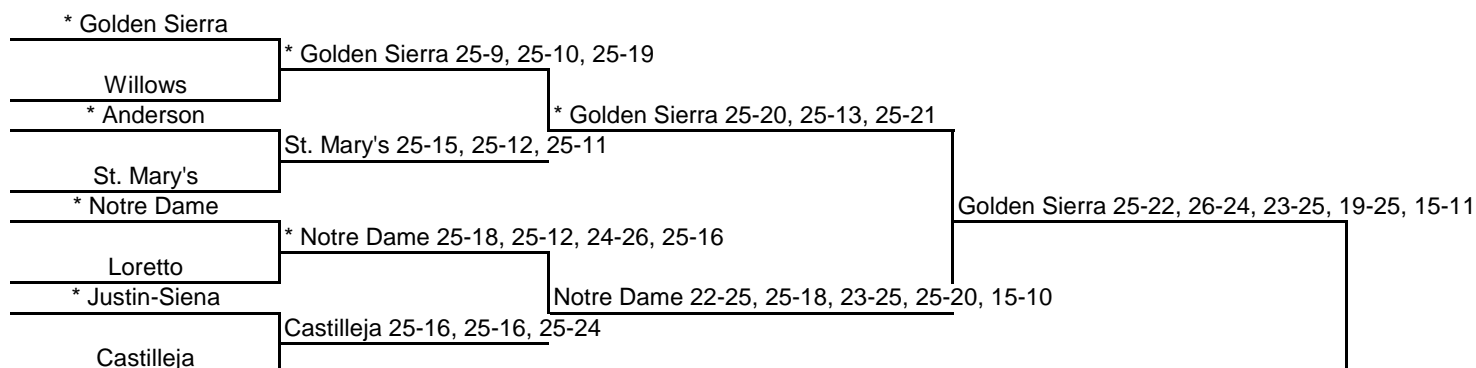 * Golden Sierra
* Golden Sierra 25-9, 25-10, 25-19
Willows
* Anderson
* Golden Sierra 25-20, 25-13, 25-21
St. Mary's 25-15, 25-12, 25-11
St. Mary's
* Notre Dame
Golden Sierra 25-22, 26-24, 23-25, 19-25, 15-11
* Notre Dame 25-18, 25-12, 24-26, 25-16
Loretto
* Justin-Siena
Notre Dame 22-25, 25-18, 23-25, 25-20, 15-10
Castilleja 25-16, 25-16, 25-24
Castilleja